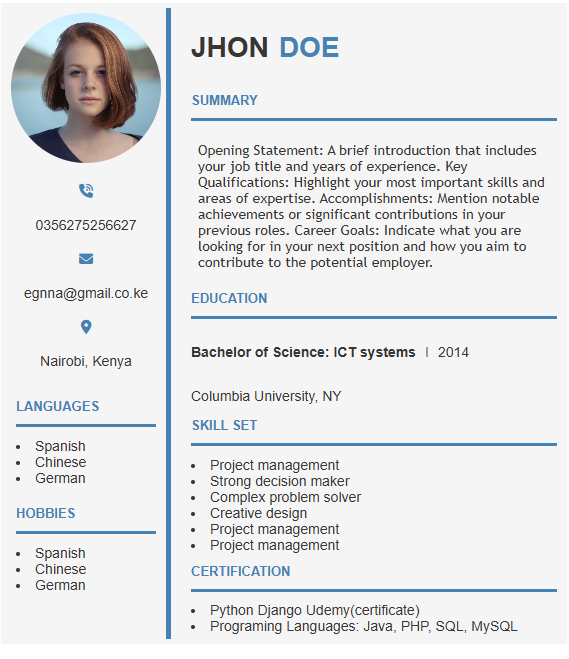 0356275256627
egnna@gmail.co.ke
Nairobi, Kenya
LANGUAGES
Spanish
Chinese
German
HOBBIES
Spanish
Chinese
German
JHON DOE
SUMMARY
Opening Statement: A brief introduction that includes
your job title and years of experience. Key
Qualifications: Highlight your most important skills and
areas of expertise. Accomplishments: Mention notable
achievements or significant contributions in your
previous roles. Career Goals: Indicate what you are
looking for in your next position and how you aim to
contribute to the potential employer.
EDUCATION
Bachelor of Science: ICT systems | 2014
Columbia University, NY
SKILL SET
Project management
Strong decision maker
Complex problem solver
Creative design
Project management
Project management
CERTIFICATION
Python Django Udemy(certificate)
Programing Languages: Java, PHP, SQL, MySQL